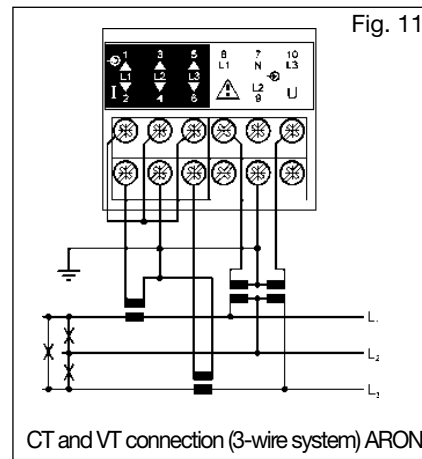 Fig. 11
1 3 5 8 7 10
L1 N L3
L1 L2 L3
I L2 U
2 4 6 9
L1
L2
L3
CT and VT connection (3-wire system) ARON